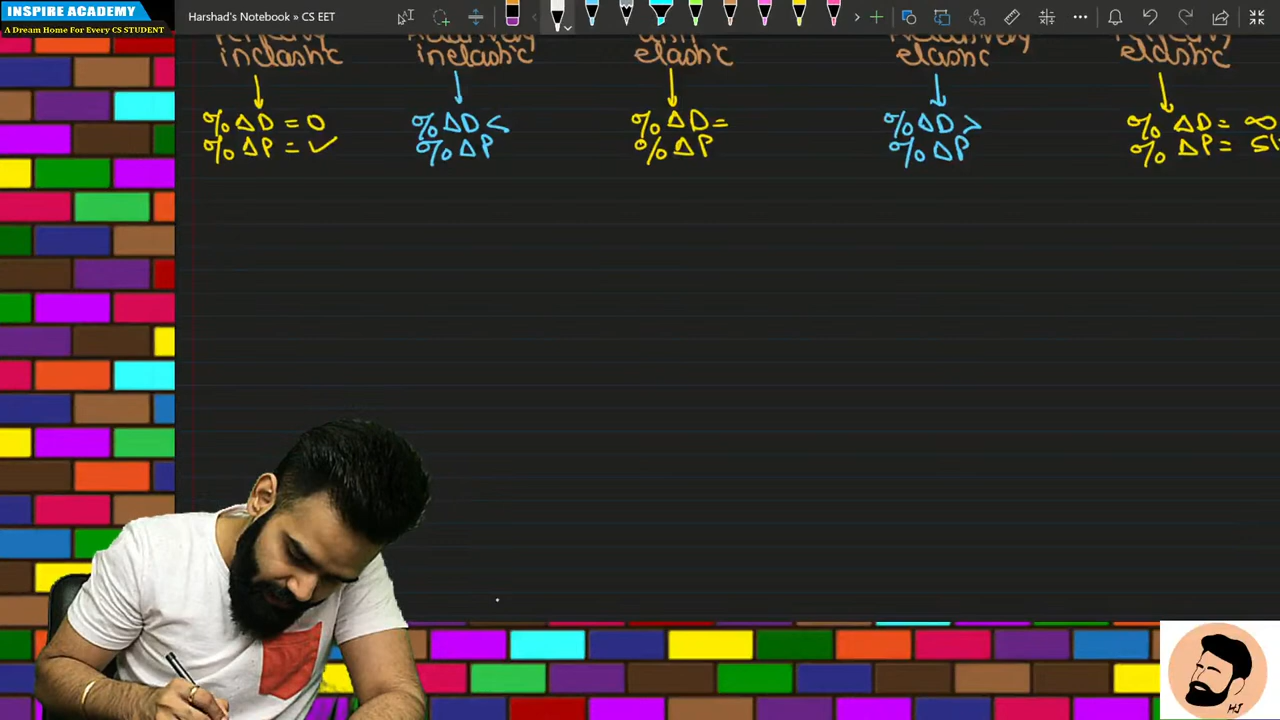 INSPIRE ACADEMY
A Dream Home For Every CS STUDENT
Harshad's Notebook » CS EET
inelastic inelastic elastic elastic elastic
%ΔD = 0 %ΔD < %ΔD = %ΔD > %ΔD = ∞
%ΔP = ✓ %ΔP %ΔP %ΔP %ΔP =
HJ